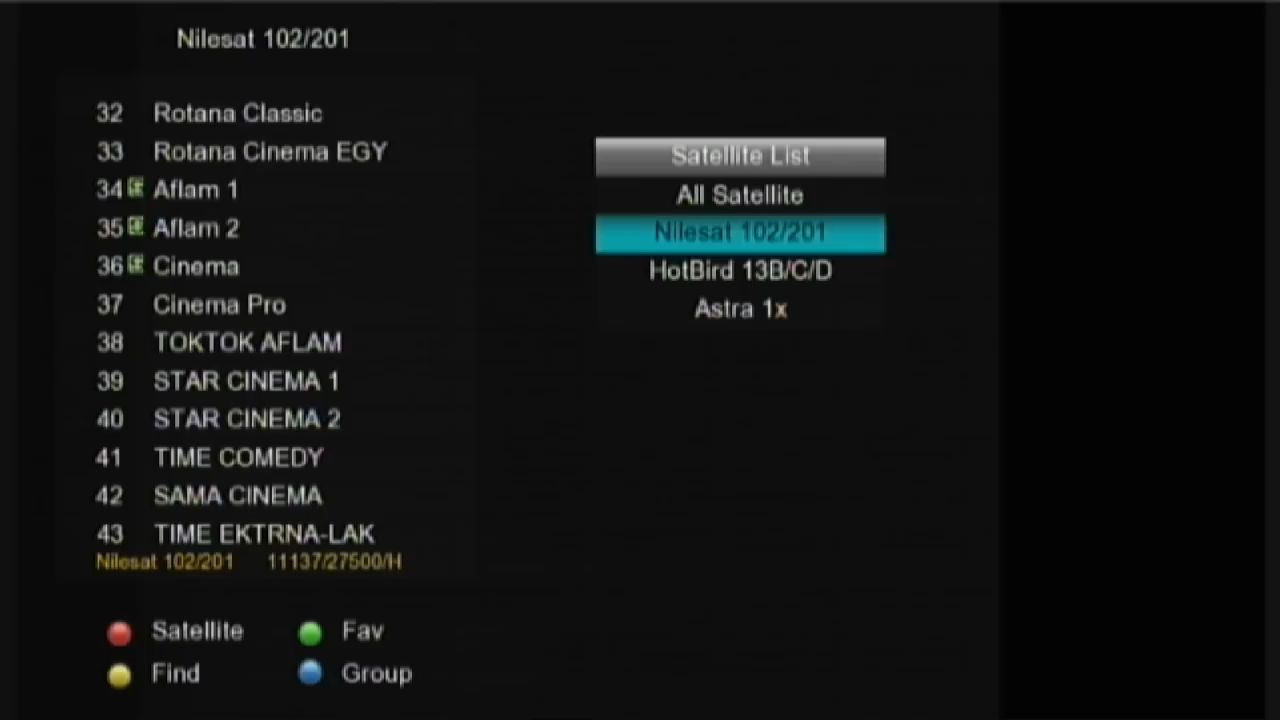 Nilesat 102/201
32 Rotana Classic
33 Rotana Cinema EGY
34 Aflam 1
35 Aflam 2
36 Cinema
37 Cinema Pro
38 TOKTOK AFLAM
39 STAR CINEMA 1
40 STAR CINEMA 2
41 TIME COMEDY
42 SAMA CINEMA
43 TIME EKTRNA-LAK
Nilesat 102/201 11137/27500/H
Satellite Fav
Find Group
Satellite List
All Satellite
Nilesat 102/201
HotBird 13B/C/D
Astra 1x